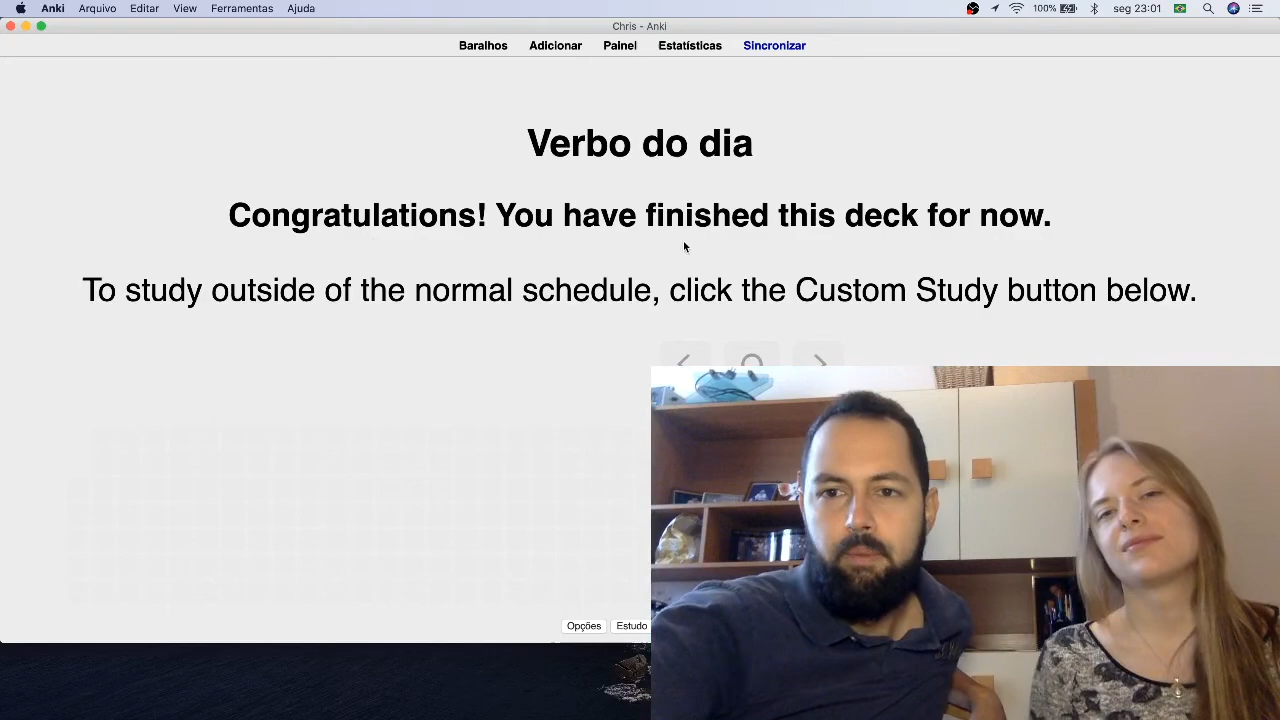 Anki Arquivo Editar View Ferramentas Ajuda 100% seg 23:01
Chris - Anki
Baralhos Adicionar Painel Estatísticas Sincronizar
Verbo do dia
Congratulations! You have finished this deck for now.
To study outside of the normal schedule, click the Custom Study button below.
Opções Estudo